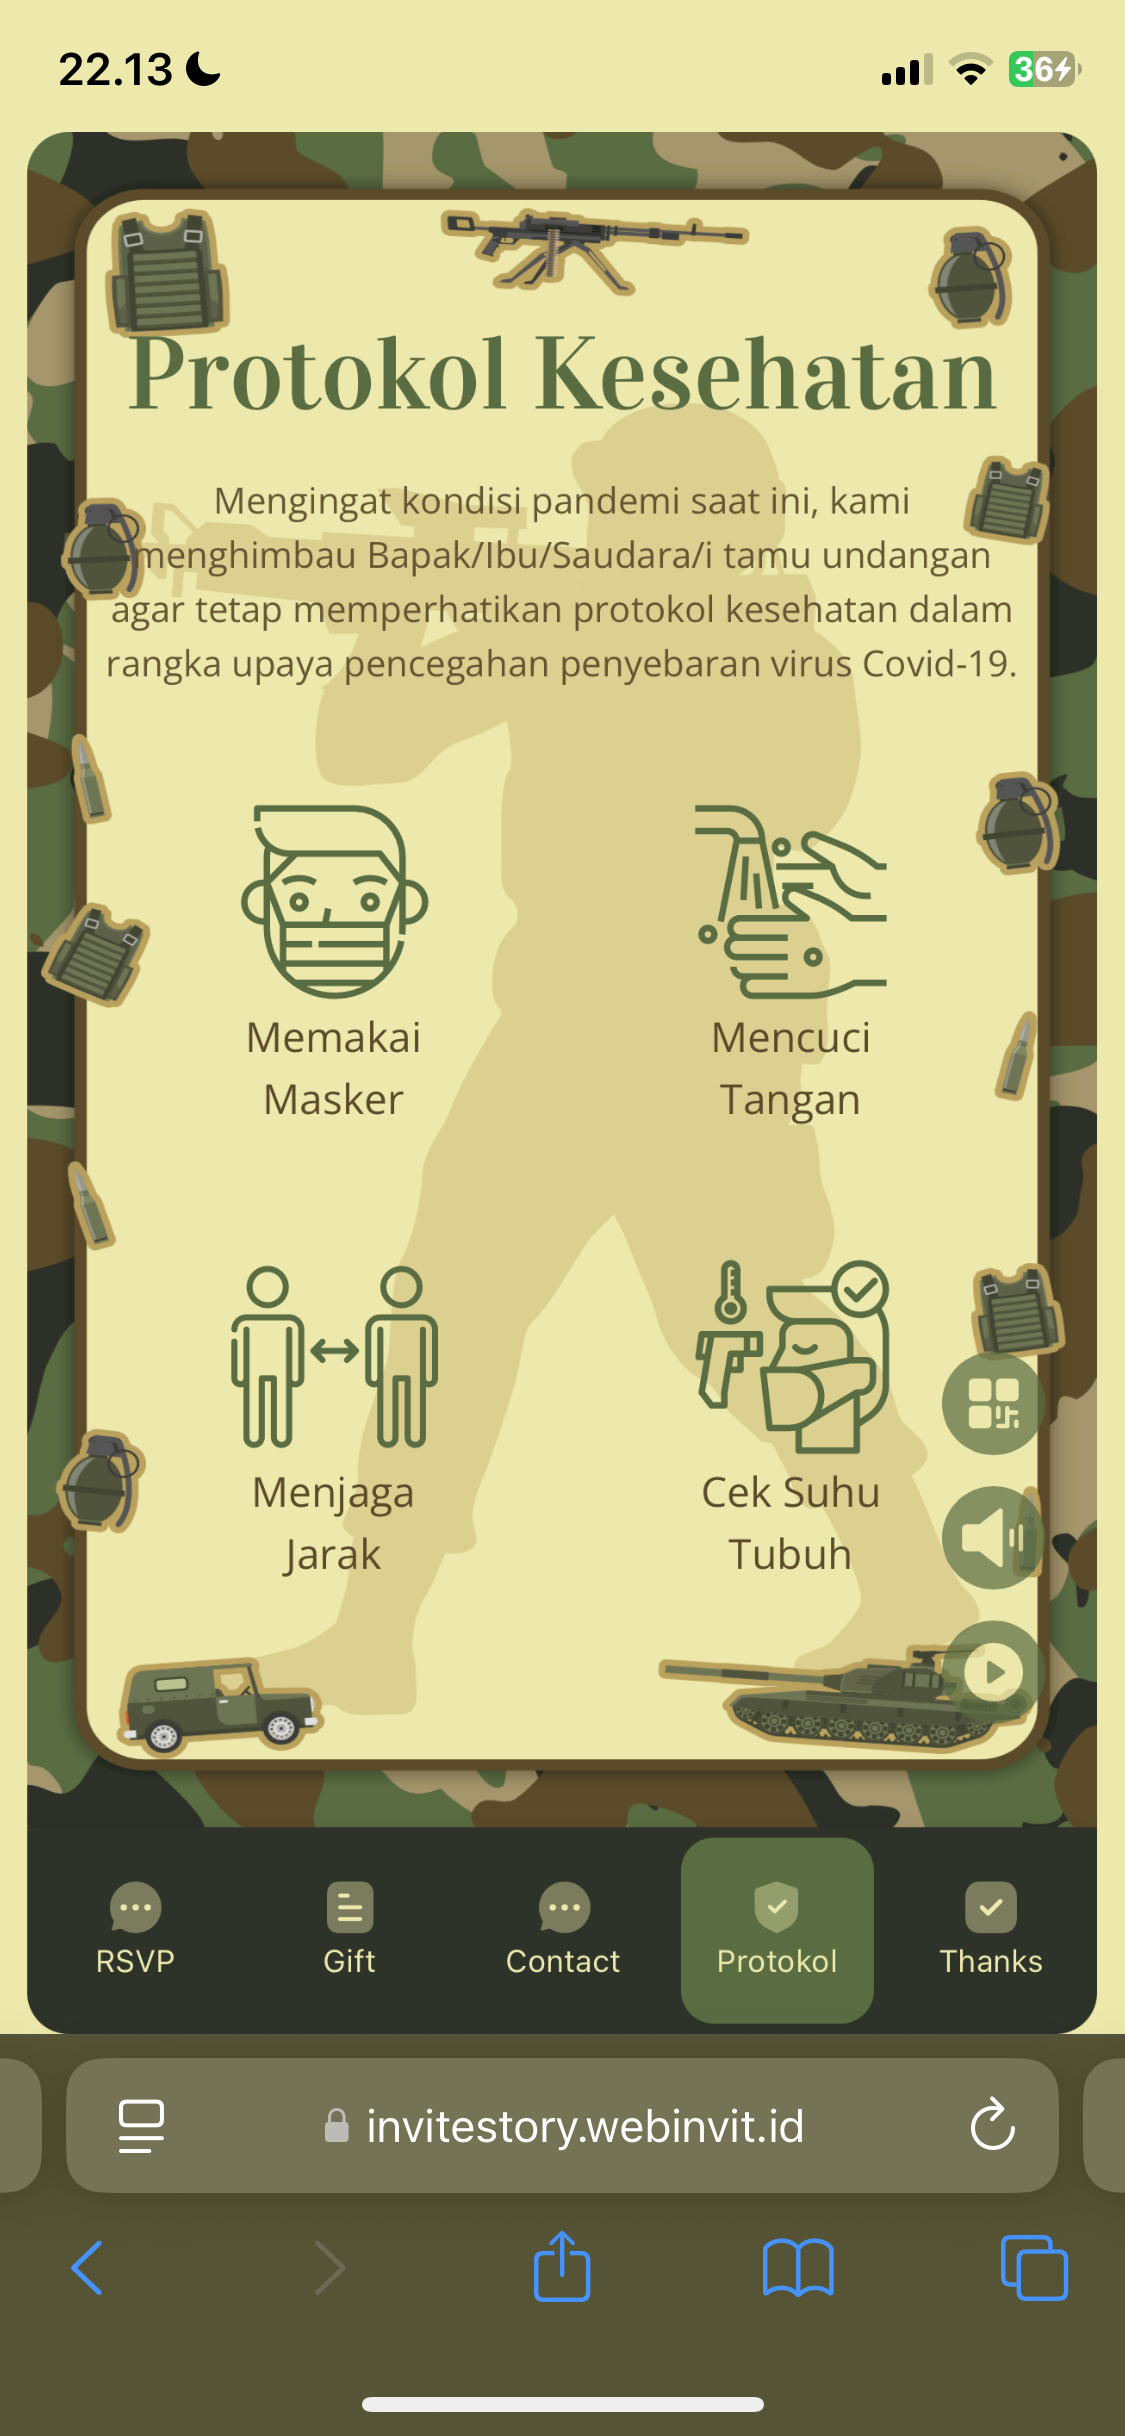 22.13
36
Protokol Kesehatan
Mengingat kondisi pandemi saat ini, kami
menghimbau Bapak/Ibu/Saudara/i tamu undangan
agar tetap memperhatikan protokol kesehatan dalam
rangka upaya pencegahan penyebaran virus Covid-19.
Memakai
Masker
Mencuci
Tangan
Menjaga
Jarak
Cek Suhu
Tubuh
RSVP
Gift
Contact
Protokol
Thanks
invitestory.webinvit.id